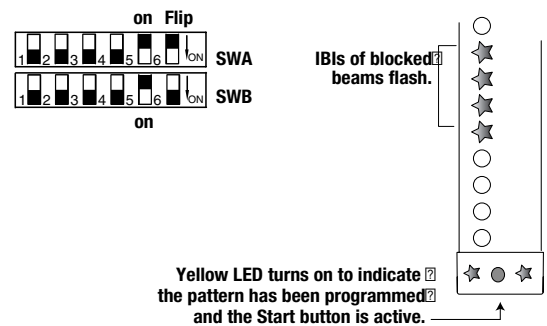 on Flip
1 2 3 4 5 6 ON SWA
1 2 3 4 5 6 ON SWB
on
IBIs of blocked
beams flash.
Yellow LED turns on to indicate
the pattern has been programmed
and the Start button is active.